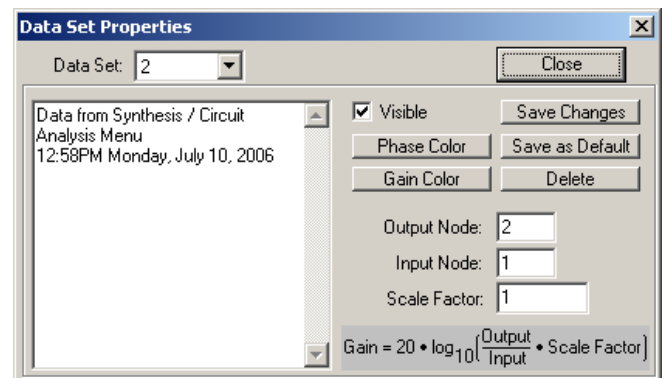 Data Set Properties
Data Set: 2
Close
Data from Synthesis / Circuit
Analysis Menu
12:58PM Monday, July 10, 2006
Visible
Save Changes
Phase Color
Save as Default
Gain Color
Delete
Output Node: 2
Input Node: 1
Scale Factor: 1
Gain = 20 • log10(Output/Input • Scale Factor)